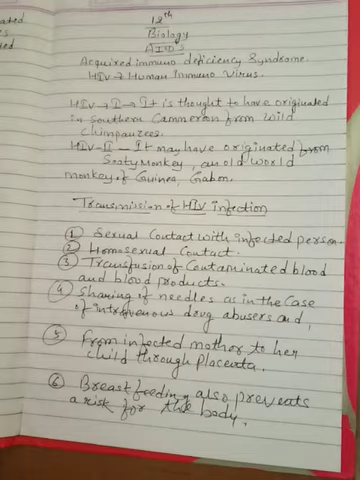 12th
Biology
AIDS
Acquired immuno deficiency Syndrome.
HIV → Human Immuno Virus.
HIV → I → It is thought to have originated
in Southern Cammeron from wild
chimpanzees.
HIV - II - It may have originated from
Sooty Monkey, an old world
monkey of Guinea, Gabon.
Transmission of HIV infection
① Sexual Contact with infected person.
② Homosexual Contact.
③ Transfusion of Contaminated blood
and blood products.
④ Sharing of needles as in the case
of intravenous drug abusers and,
⑤ From infected mother to her
child through Placenta.
⑥ Breast feeding also prevents
a risk for the body.